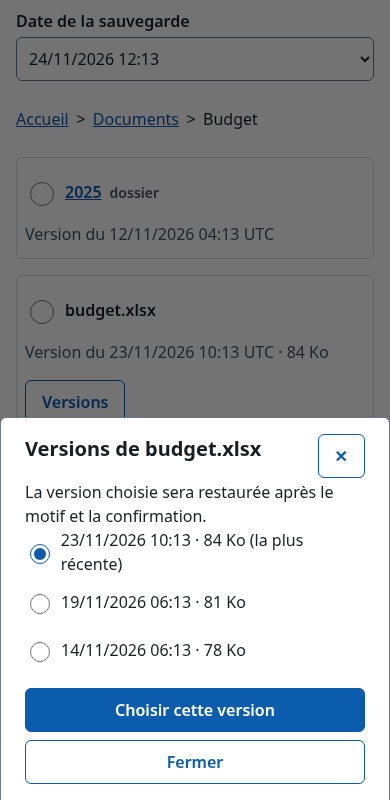 Date de la sauvegarde
24/11/2026 12:13
Accueil > Documents > Budget
2025 dossier
Version du 12/11/2026 04:13 UTC
budget.xlsx
Version du 23/11/2026 10:13 UTC · 84 Ko
Versions
Versions de budget.xlsx
×
La version choisie sera restaurée après le
motif et la confirmation.
23/11/2026 10:13 · 84 Ko (la plus
récente)
19/11/2026 06:13 · 81 Ko
14/11/2026 06:13 · 78 Ko
Choisir cette version
Fermer